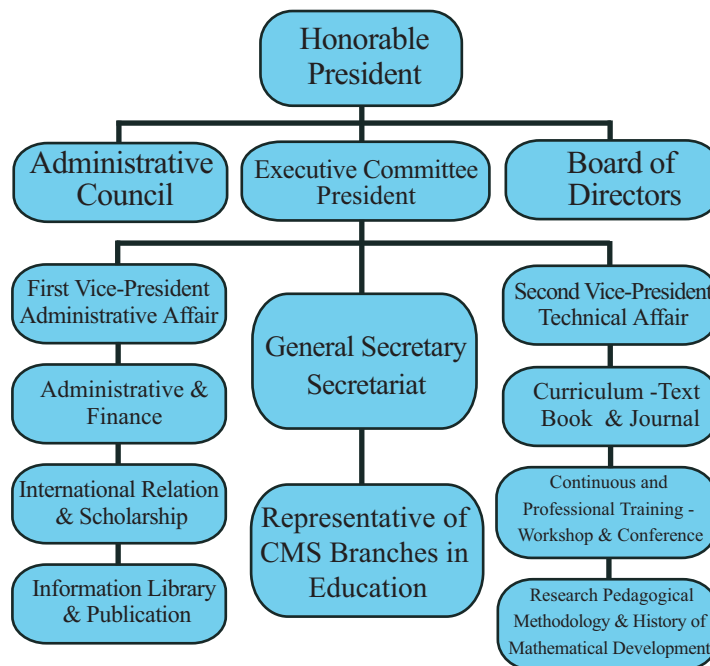 Honorable
President
Administrative
Council
Executive Committee
President
Board of
Directors
First Vice-President
Administrative Affair
General Secretary
Secretariat
Second Vice-President
Technical Affair
Administrative &
Finance
Curriculum -Text
Book & Journal
International Relation
& Scholarship
Representative of
CMS Branches in
Education
Continuous and
Professional Training -
Workshop & Conference
Information Library
& Publication
Research Pedagogical
Methodology & History of
Mathematical Development